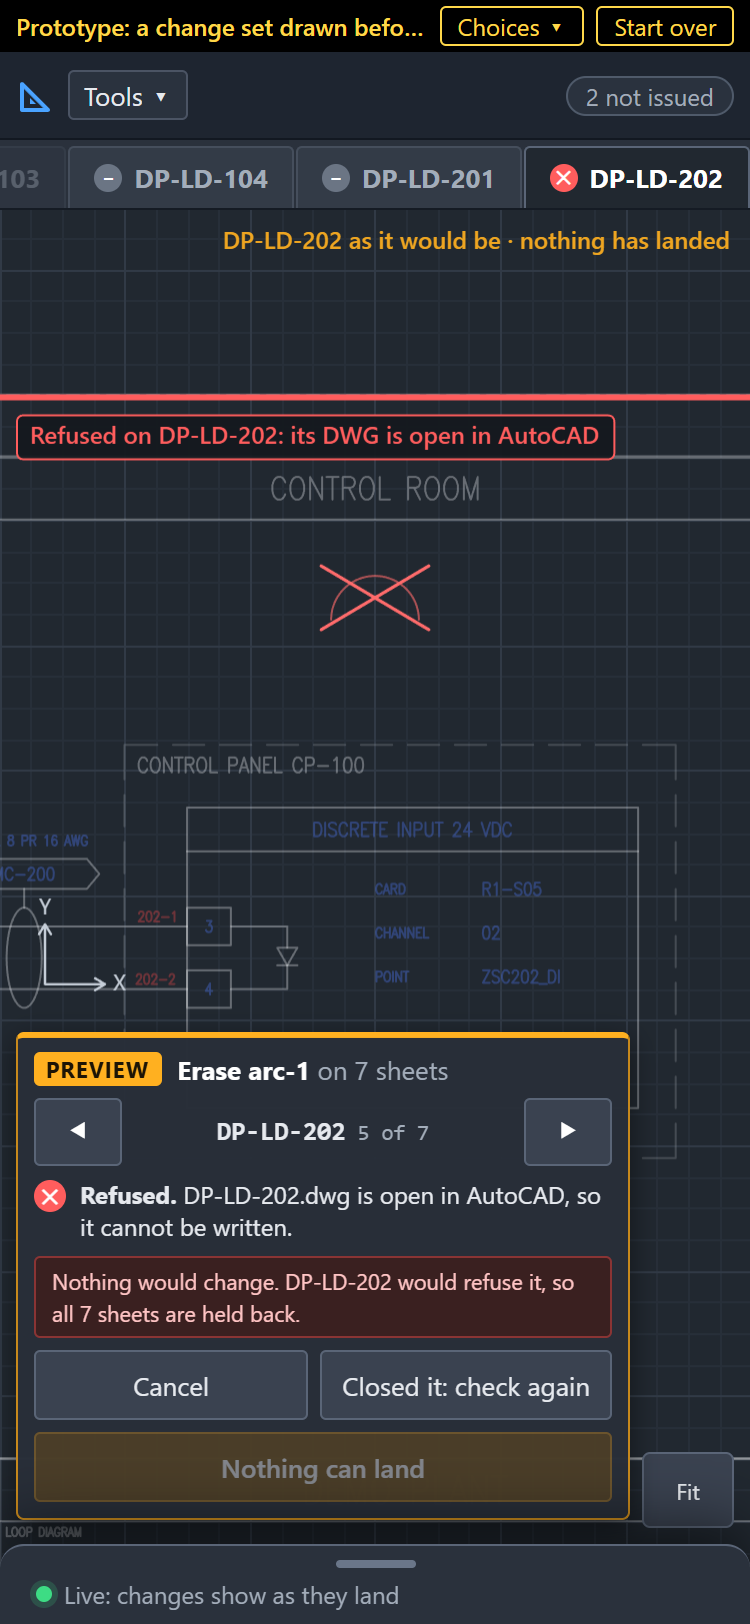 Prototype: a change set drawn befo...
Choices ▼
Start over
Tools ▼
2 not issued
103
DP-LD-104
DP-LD-201
DP-LD-202
DP-LD-202 as it would be · nothing has landed
Refused on DP-LD-202: its DWG is open in AutoCAD
CONTROL ROOM
CONTROL PANEL CP-100
DISCRETE INPUT 24 VDC
8 PR 16 AWG
CARD R1-S05
MC-200
Y
202-1 3
CHANNEL 02
X
202-2 4
POINT ZSC202_DI
PREVIEW Erase arc-1 on 7 sheets
◀ DP-LD-202 5 of 7 ▶
Refused. DP-LD-202.dwg is open in AutoCAD, so
it cannot be written.
Nothing would change. DP-LD-202 would refuse it, so
all 7 sheets are held back.
Cancel
Closed it: check again
Nothing can land
Fit
LOOP DIAGRAM
Live: changes show as they land